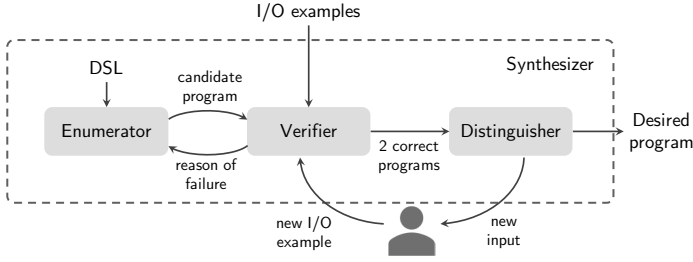 I/O examples
Synthesizer
DSL
candidate
program
Enumerator
Verifier
Distinguisher
Desired
program
2 correct
programs
reason of
failure
new I/O
example
new
input